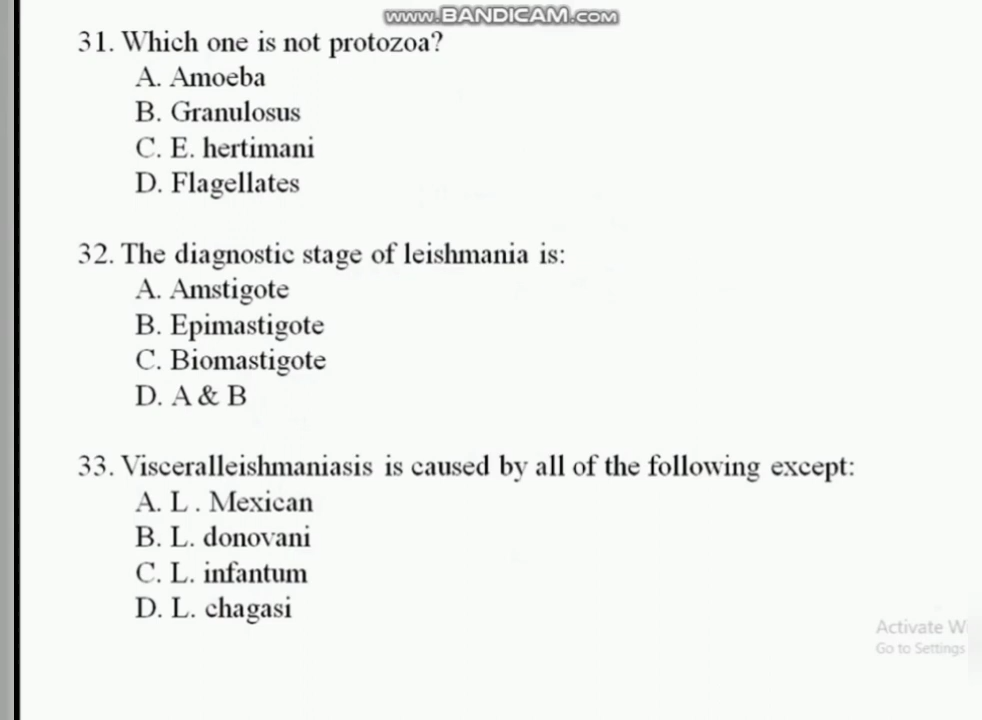 www.BANDICAM.COM
31. Which one is not protozoa?
A. Amoeba
B. Granulosus
C. E. hertimani
D. Flagellates
32. The diagnostic stage of leishmania is:
A. Amstigote
B. Epimastigote
C. Biomastigote
D. A & B
33. Visceralleishmaniasis is caused by all of the following except:
A. L . Mexican
B. L. donovani
C. L. infantum
D. L. chagasi
Activate W
Go to Settings